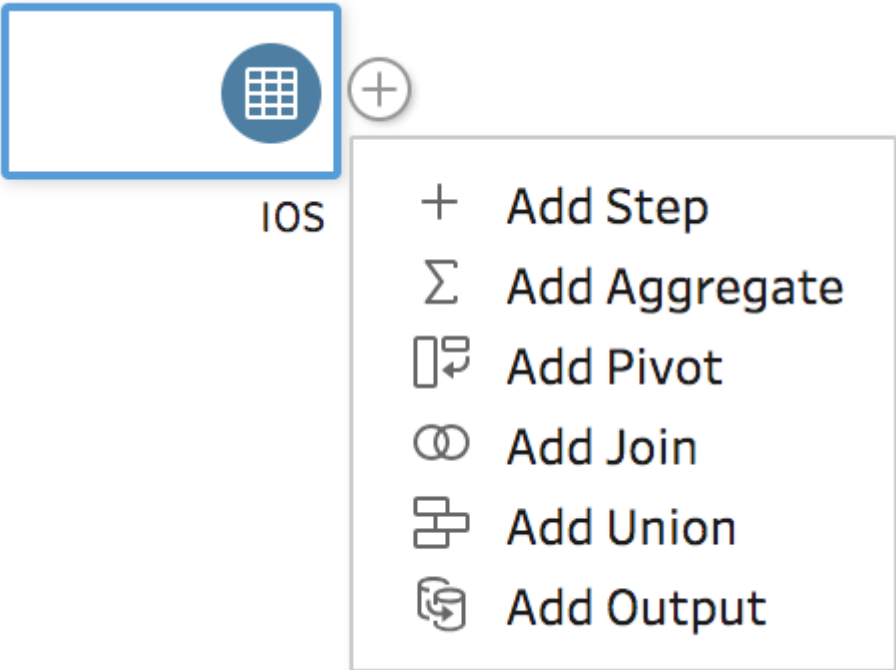 IOS
Add Step
Add Aggregate
Add Pivot
Add Join
Add Union
Add Output